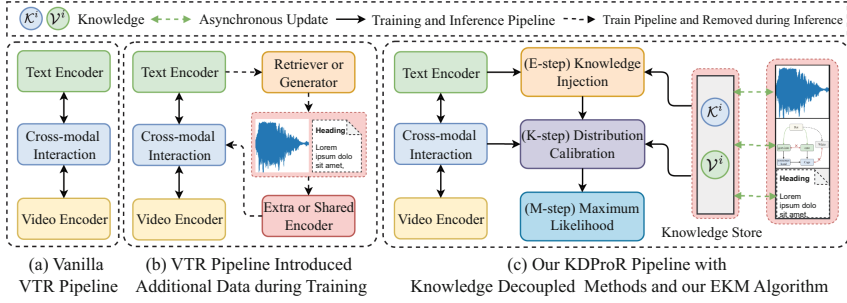 K^i V^i Knowledge Asynchronous Update Training and Inference Pipeline Train Pipeline and Removed during Inference
Text Encoder
Cross-modal
Interaction
Video Encoder
(a) Vanilla
VTR Pipeline
Text Encoder
Cross-modal
Interaction
Video Encoder
Retriever or
Generator
Heading
Lorem
ipsum dolo
sit amet,
Extra or Shared
Encoder
(b) VTR Pipeline Introduced
Additional Data during Training
Text Encoder
Cross-modal
Interaction
Video Encoder
(E-step) Knowledge
Injection
(K-step) Distribution
Calibration
(M-step) Maximum
Likelihood
K^i
V^i
Knowledge Store
Heading
Lorem
ipsum dolo
sit amet,
(c) Our KDProR Pipeline with
Knowledge Decoupled Methods and our EKM Algorithm